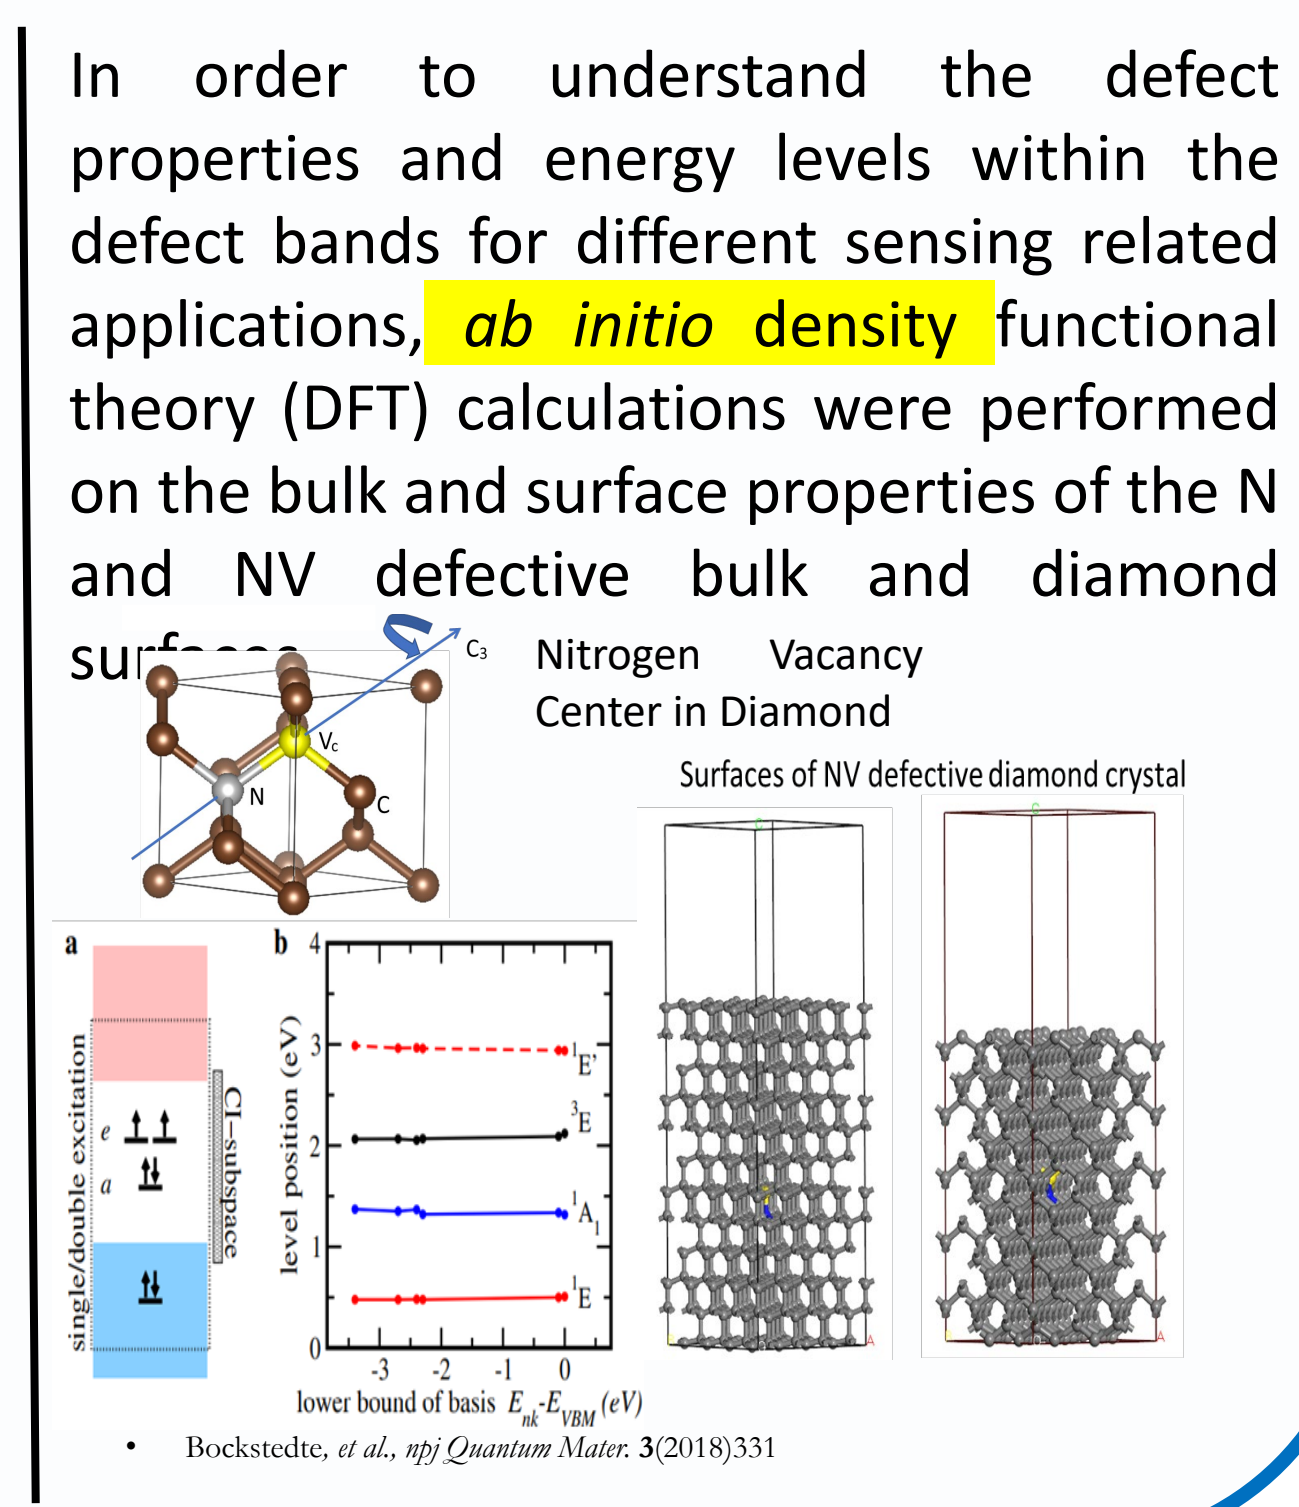 In order to understand the defect
properties and energy levels within the
defect bands for different sensing related
applications, ab initio density functional
theory (DFT) calculations were performed
on the bulk and surface properties of the N
and NV defective bulk and diamond
surfaces
C₃
Nitrogen Vacancy
Center in Diamond
Vc
N
C
Surfaces of NV defective diamond crystal
C
C
B
A
B
A
a
single/double excitation
e
a
CI–subspace
b
level position (eV)
4
3
2
1
0
¹E'
³E
¹A₁
¹E
-3 -2 -1 0
lower bound of basis E_nk-E_VBM (eV)
• Bockstedte, et al., npj Quantum Mater. 3(2018)331